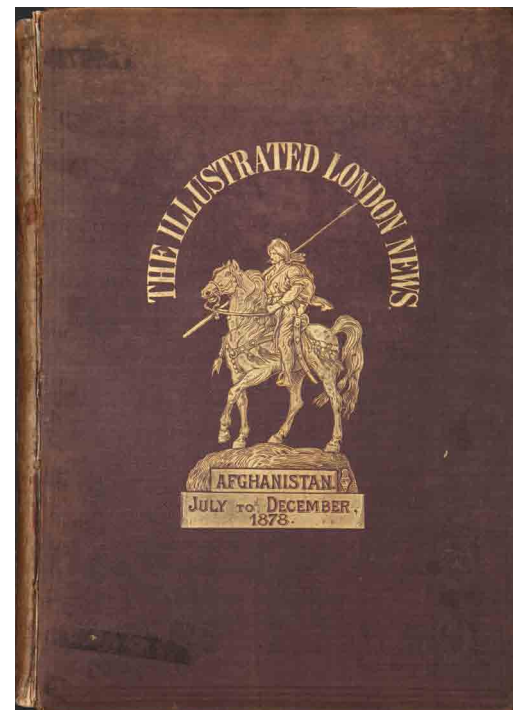 THE ILLUSTRATED LONDON NEWS.
AFGHANISTAN.
JULY TO DECEMBER,
1878.